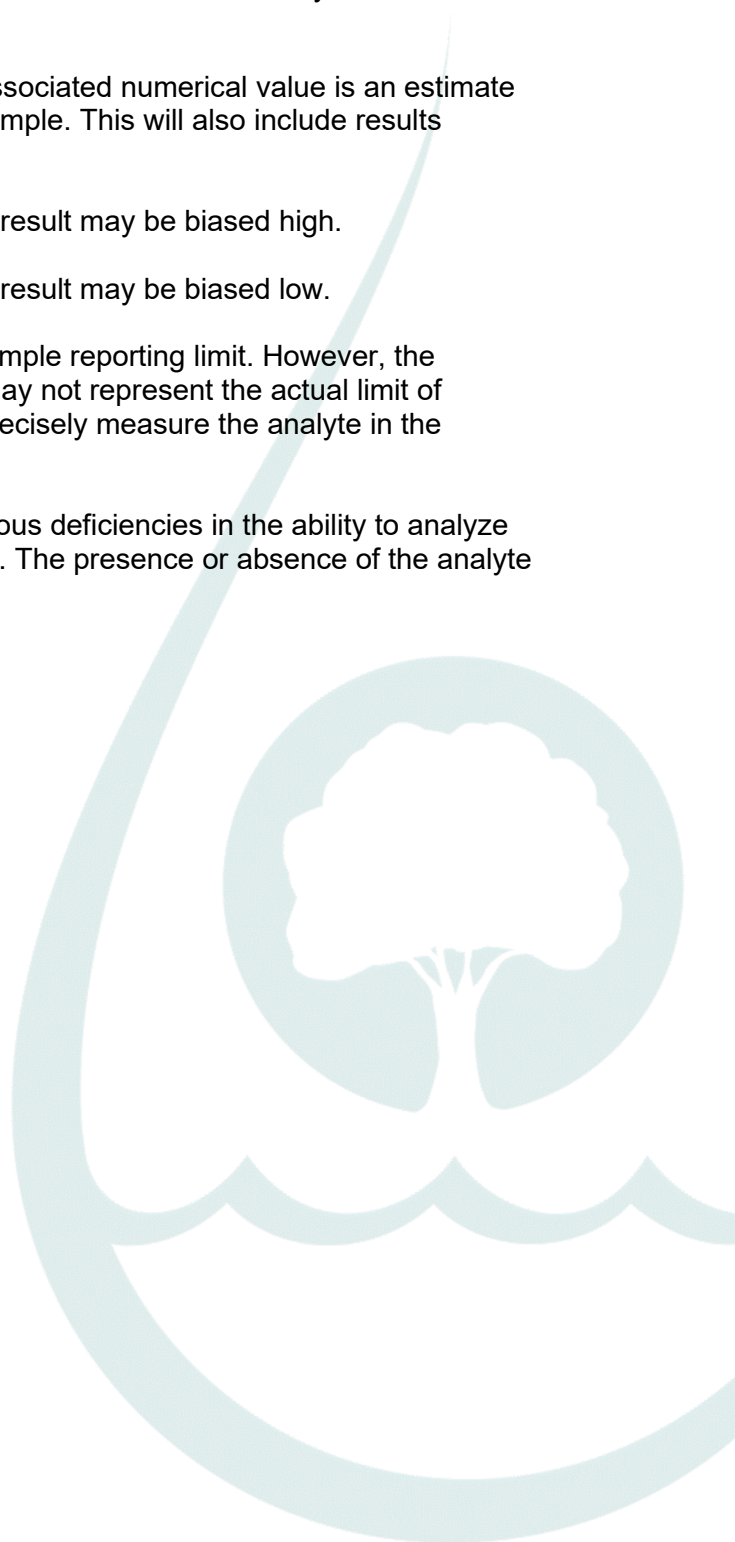 ssociated numerical value is an estimate
mple. This will also include results
result may be biased high.
result may be biased low.
mple reporting limit. However, the
ay not represent the actual limit of
ecisely measure the analyte in the
ous deficiencies in the ability to analyze
. The presence or absence of the analyte